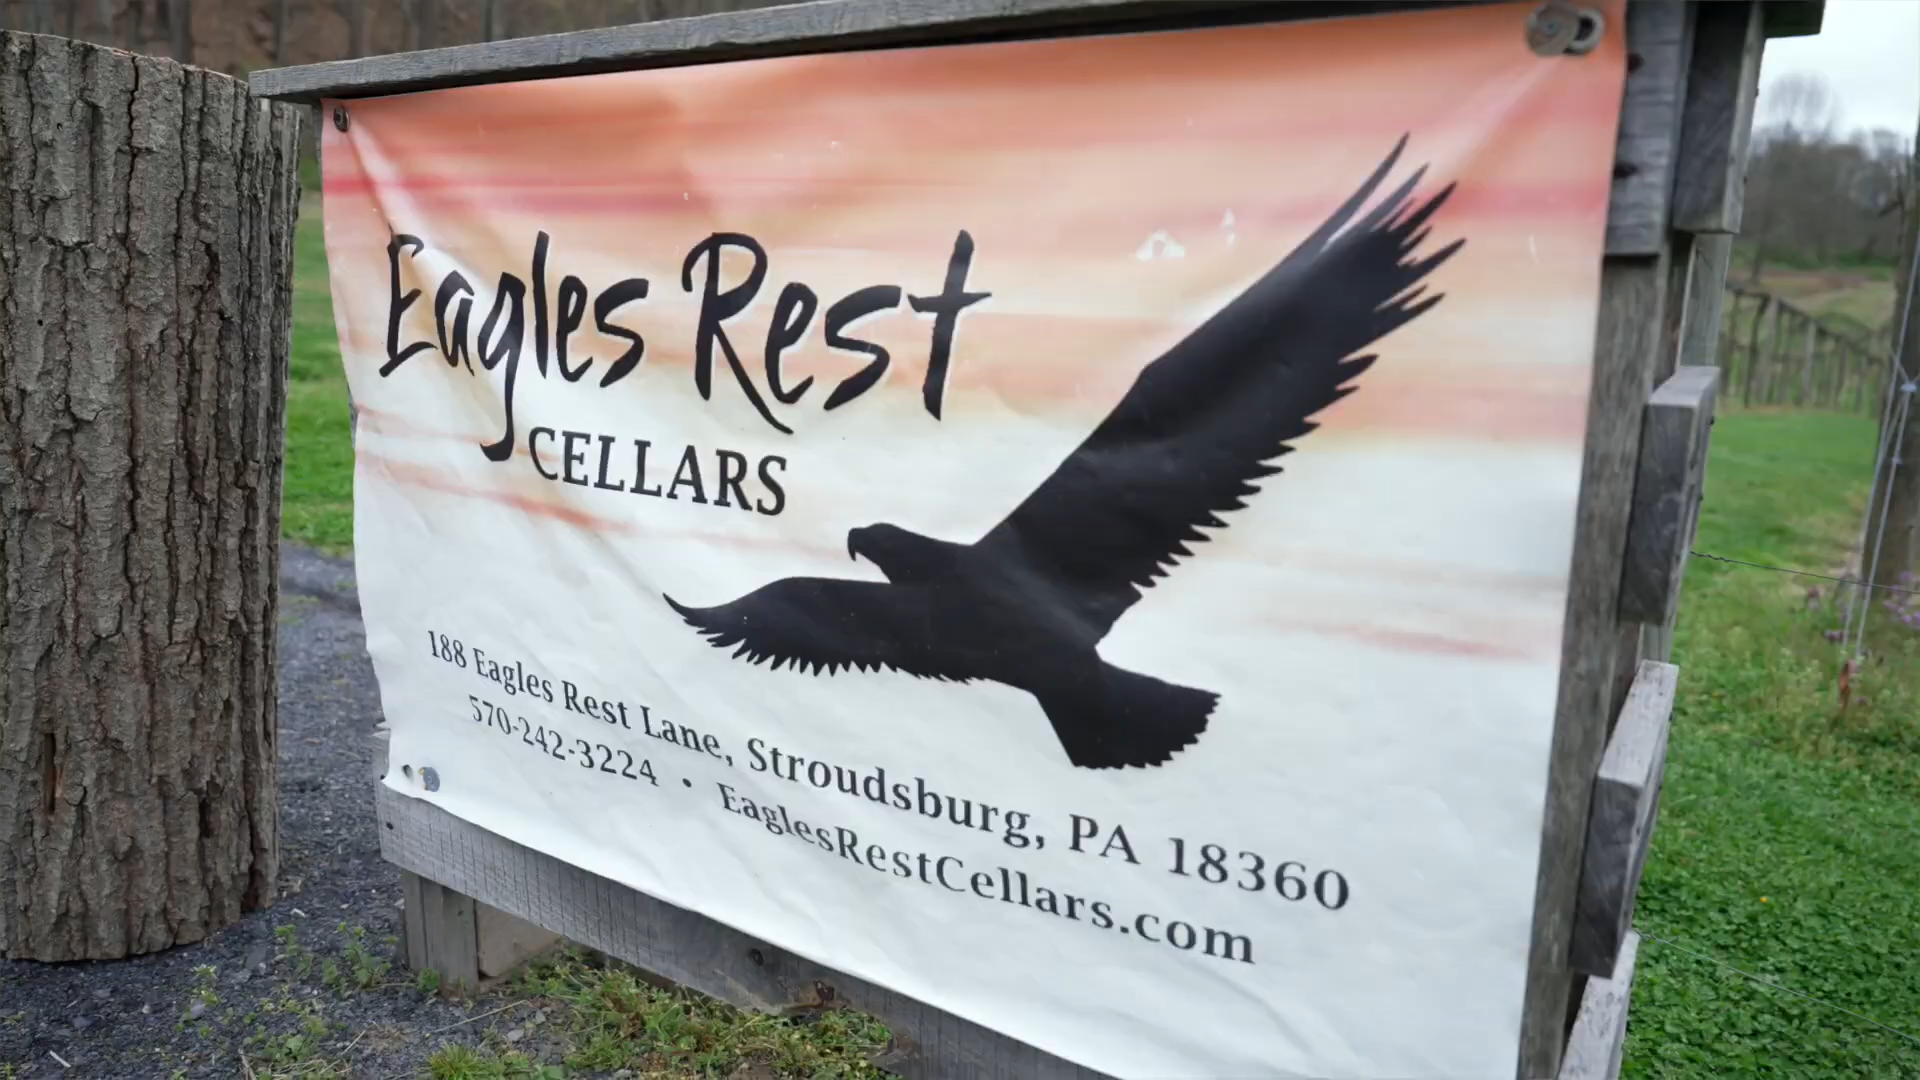 Eagles Rest
CELLARS
188 Eagles Rest Lane, Stroudsburg, PA 18360
570-242-3224 • EaglesRestCellars.com